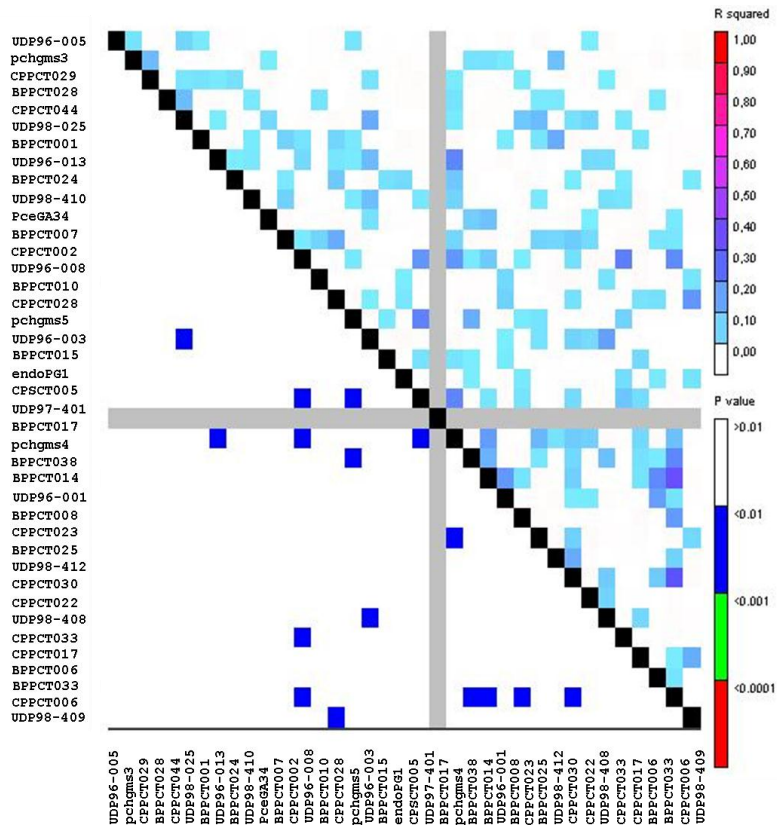 R squared
1,00
0,90
0,80
0,70
0,60
0,50
0,40
0,30
0,20
0,10
0,00
P value
>0.01
<0.01
<0.001
<0.0001
UDP96-005
pchgms3
CPPCT029
BPPCT028
CPPCT044
UDP98-025
BPPCT001
UDP96-013
BPPCT024
UDP98-410
PceGA34
BPPCT007
CPPCT002
UDP96-008
BPPCT010
CPPCT028
pchgms5
UDP96-003
BPPCT015
endoPG1
CPSCT005
UDP97-401
BPPCT017
pchgms4
BPPCT038
BPPCT014
UDP96-001
BPPCT008
CPPCT023
BPPCT025
UDP98-412
CPPCT030
CPPCT022
UDP98-408
CPPCT033
CPPCT017
BPPCT006
BPPCT033
CPPCT006
UDP98-409
UDP96-005
pchgms3
CPPCT029
BPPCT028
CPPCT044
UDP98-025
BPPCT001
UDP96-013
BPPCT024
UDP98-410
PceGA34
BPPCT007
CPPCT002
UDP96-008
BPPCT010
CPPCT028
pchgms5
UDP96-003
BPPCT015
endoPG1
CPSCT005
UDP97-401
BPPCT017
pchgms4
BPPCT038
BPPCT014
UDP96-001
BPPCT008
CPPCT023
BPPCT025
UDP98-412
CPPCT030
CPPCT022
UDP98-408
CPPCT033
CPPCT017
BPPCT006
BPPCT033
CPPCT006
UDP98-409